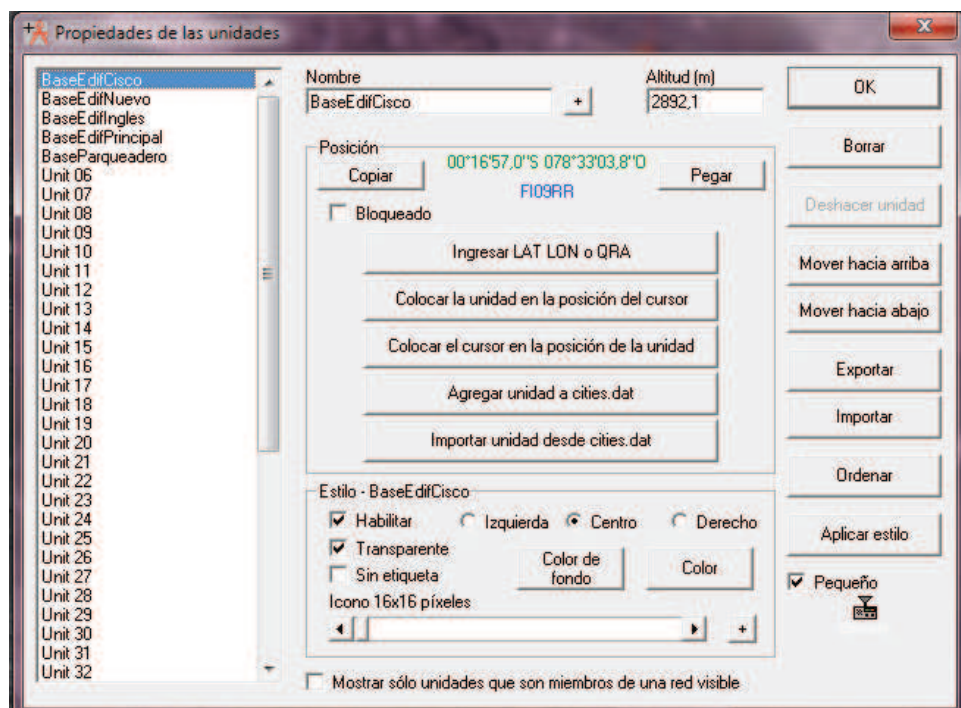 Propiedades de las unidades
BaseEdifCisco
BaseEdifNuevo
BaseEdifIngles
BaseEdifPrincipal
BaseParqueadero
Unit 06
Unit 07
Unit 08
Unit 09
Unit 10
Unit 11
Unit 12
Unit 13
Unit 14
Unit 15
Unit 16
Unit 17
Unit 18
Unit 19
Unit 20
Unit 21
Unit 22
Unit 23
Unit 24
Unit 25
Unit 26
Unit 27
Unit 28
Unit 29
Unit 30
Unit 31
Unit 32
Nombre
BaseEdifCisco
+
Altitud (m)
2892,1
Posición
Copiar
00°16'57,0''S 078°33'03,8''O
FI09RR
Pegar
Bloqueado
Ingresar LAT LON o QRA
Colocar la unidad en la posición del cursor
Colocar el cursor en la posición de la unidad
Agregar unidad a cities.dat
Importar unidad desde cities.dat
Estilo - BaseEdifCisco
Habilitar
Izquierda
Centro
Derecho
Transparente
Sin etiqueta
Color de
fondo
Color
Icono 16x16 píxeles
+
Mostrar sólo unidades que son miembros de una red visible
OK
Borrar
Deshacer unidad
Mover hacia arriba
Mover hacia abajo
Exportar
Importar
Ordenar
Aplicar estilo
Pequeño